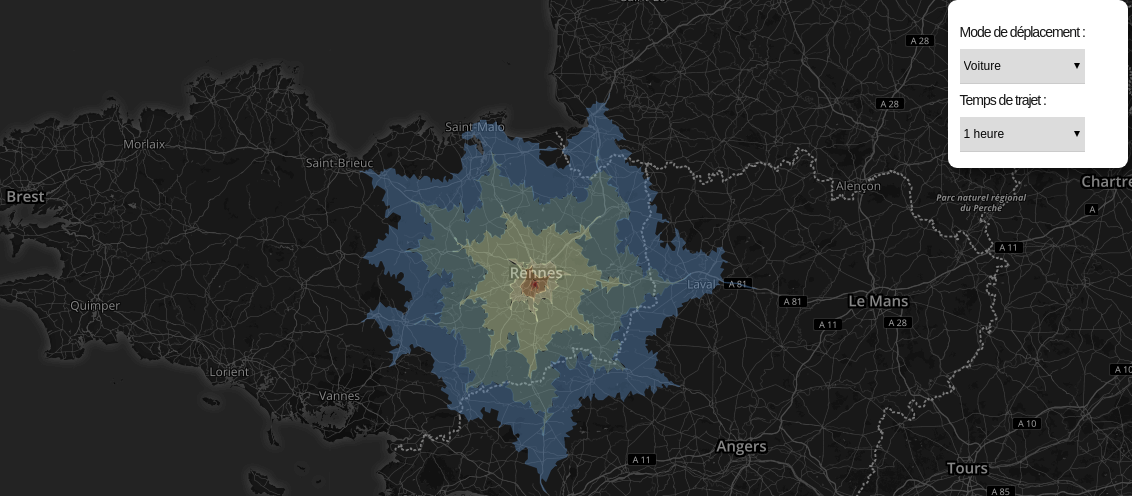 Mode de déplacement :
Voiture
Temps de trajet :
1 heure
A 28
Saint-Malo
A 28
Morlaix
Saint-Brieuc
Brest
Alençon
Chartre
Parc naturel régional
du Perche
A
A 11
Rennes
Laval
A 81
Quimper
A 81
Le Mans
A 11
A 28
Lorient
A 10
Vannes
A 10
Angers
A 11
Tours
A 85